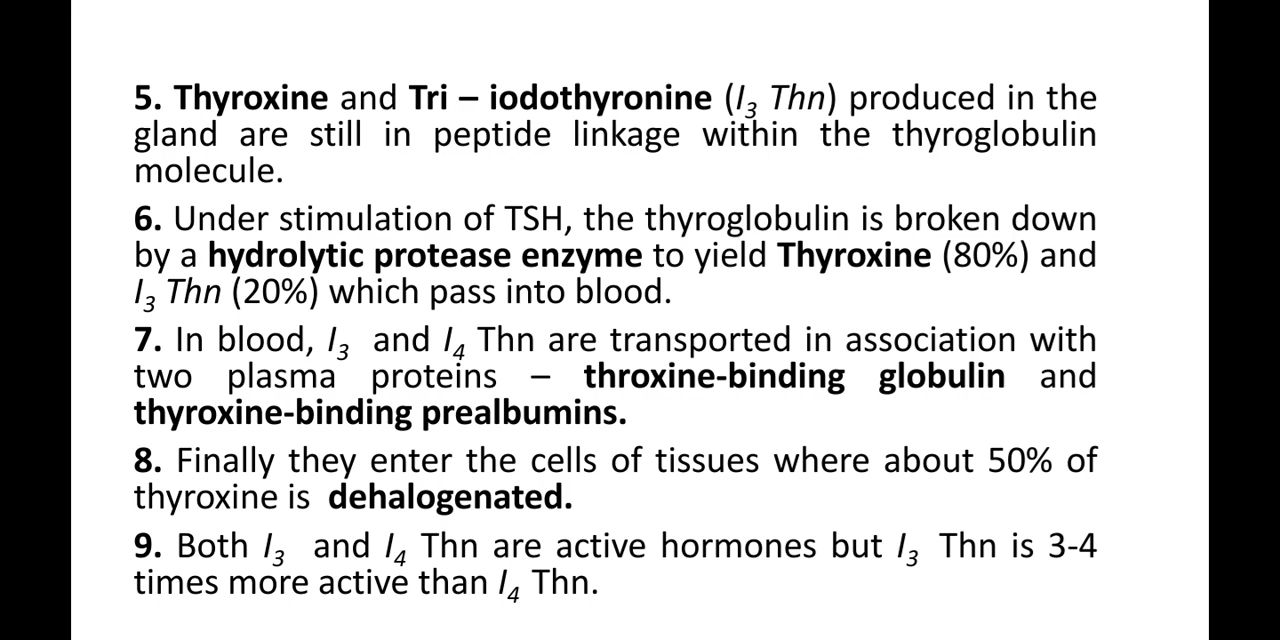 5. Thyroxine and Tri – iodothyronine (I₃ Thn) produced in the
gland are still in peptide linkage within the thyroglobulin
molecule.
6. Under stimulation of TSH, the thyroglobulin is broken down
by a hydrolytic protease enzyme to yield Thyroxine (80%) and
I₃ Thn (20%) which pass into blood.
7. In blood, I₃ and I₄ Thn are transported in association with
two plasma proteins – throxine-binding globulin and
thyroxine-binding prealbumins.
8. Finally they enter the cells of tissues where about 50% of
thyroxine is dehalogenated.
9. Both I₃ and I₄ Thn are active hormones but I₃ Thn is 3-4
times more active than I₄ Thn.